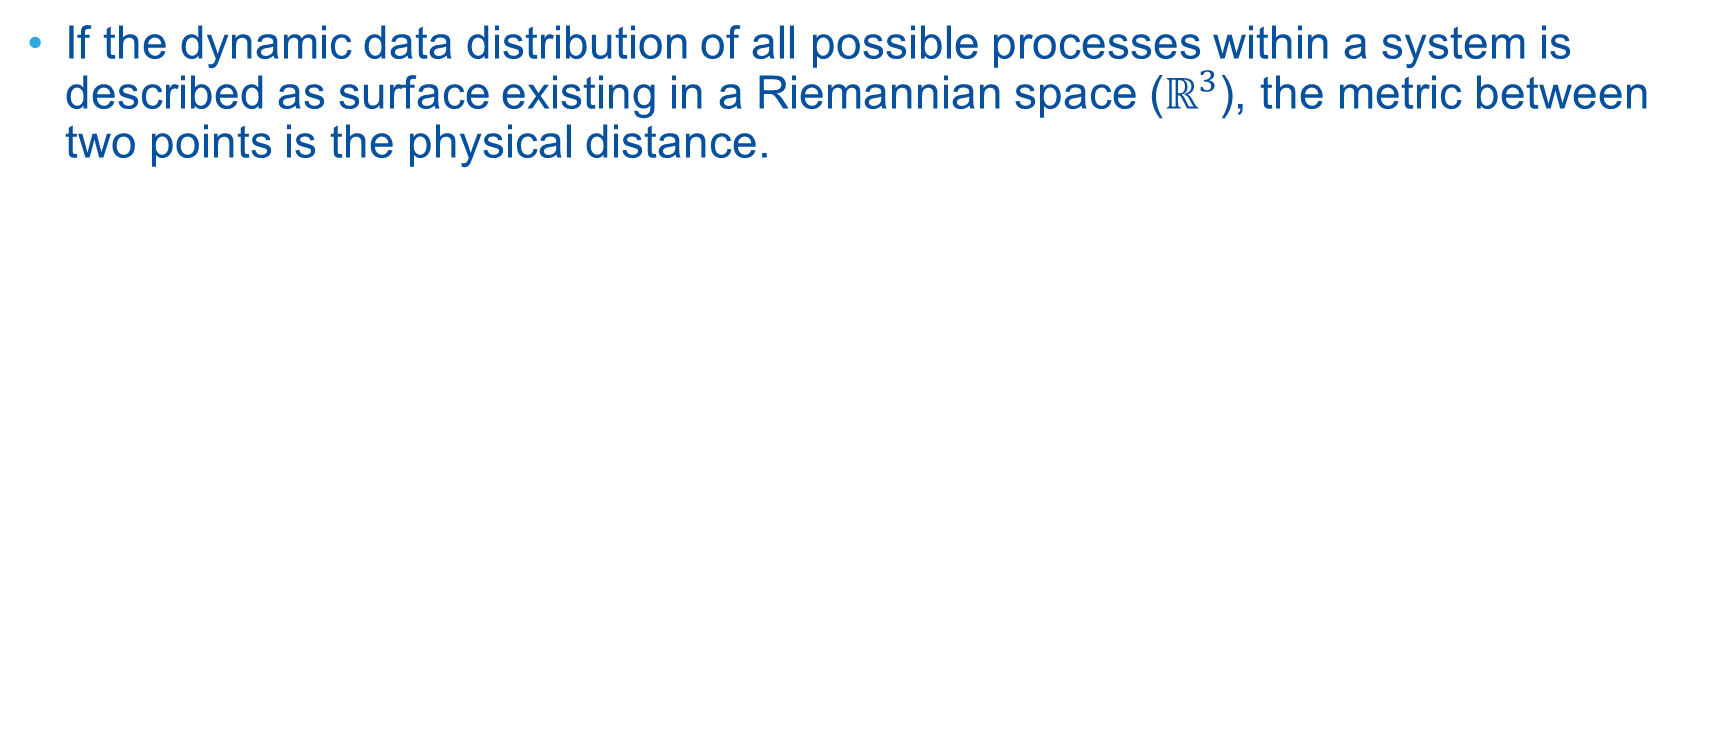 • If the dynamic data distribution of all possible processes within a system is
described as surface existing in a Riemannian space (ℝ³), the metric between
two points is the physical distance.